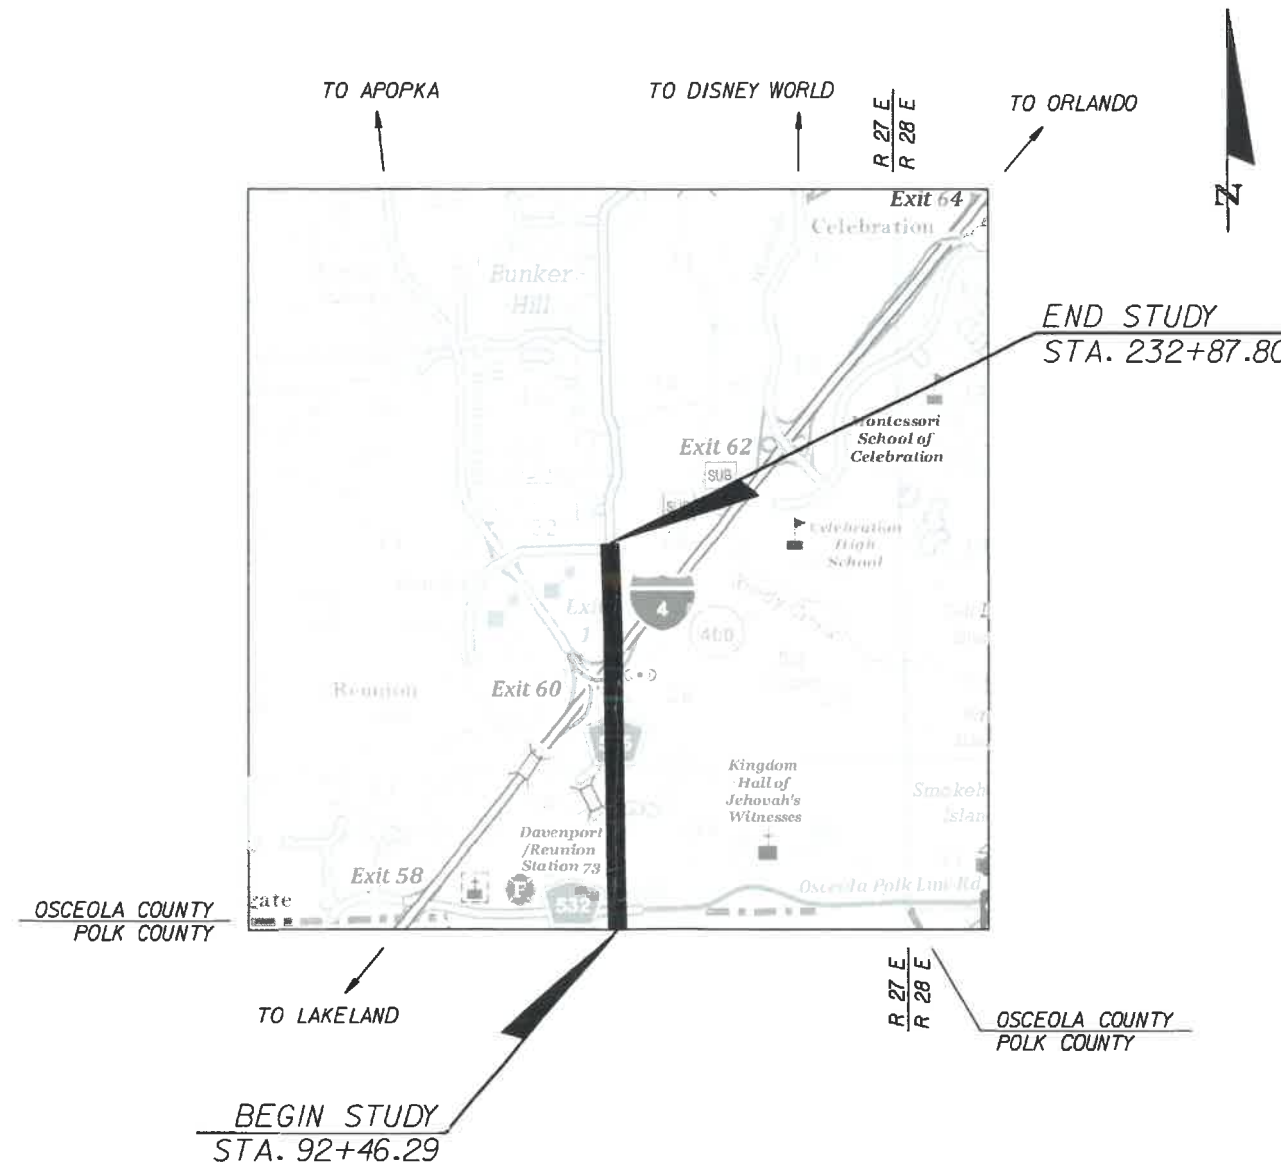 TO APOPKA
TO DISNEY WORLD
R 27 E
R 28 E
TO ORLANDO
N
Exit 64
Celebration
Bunker
Hill
END STUDY
STA. 232+87.80
Montessori
School of
Celebration
Exit 62
SUB
Celebration
High
School
4
400
Reunion
Exit 60
Kingdom
Hall of
Jehovah's
Witnesses
Davenport
/Reunion
Station 73
Exit 58
F
532
Osceola Polk Line Rd
gate
OSCEOLA COUNTY
POLK COUNTY
TO LAKELAND
R 27 E
R 28 E
OSCEOLA COUNTY
POLK COUNTY
BEGIN STUDY
STA. 92+46.29